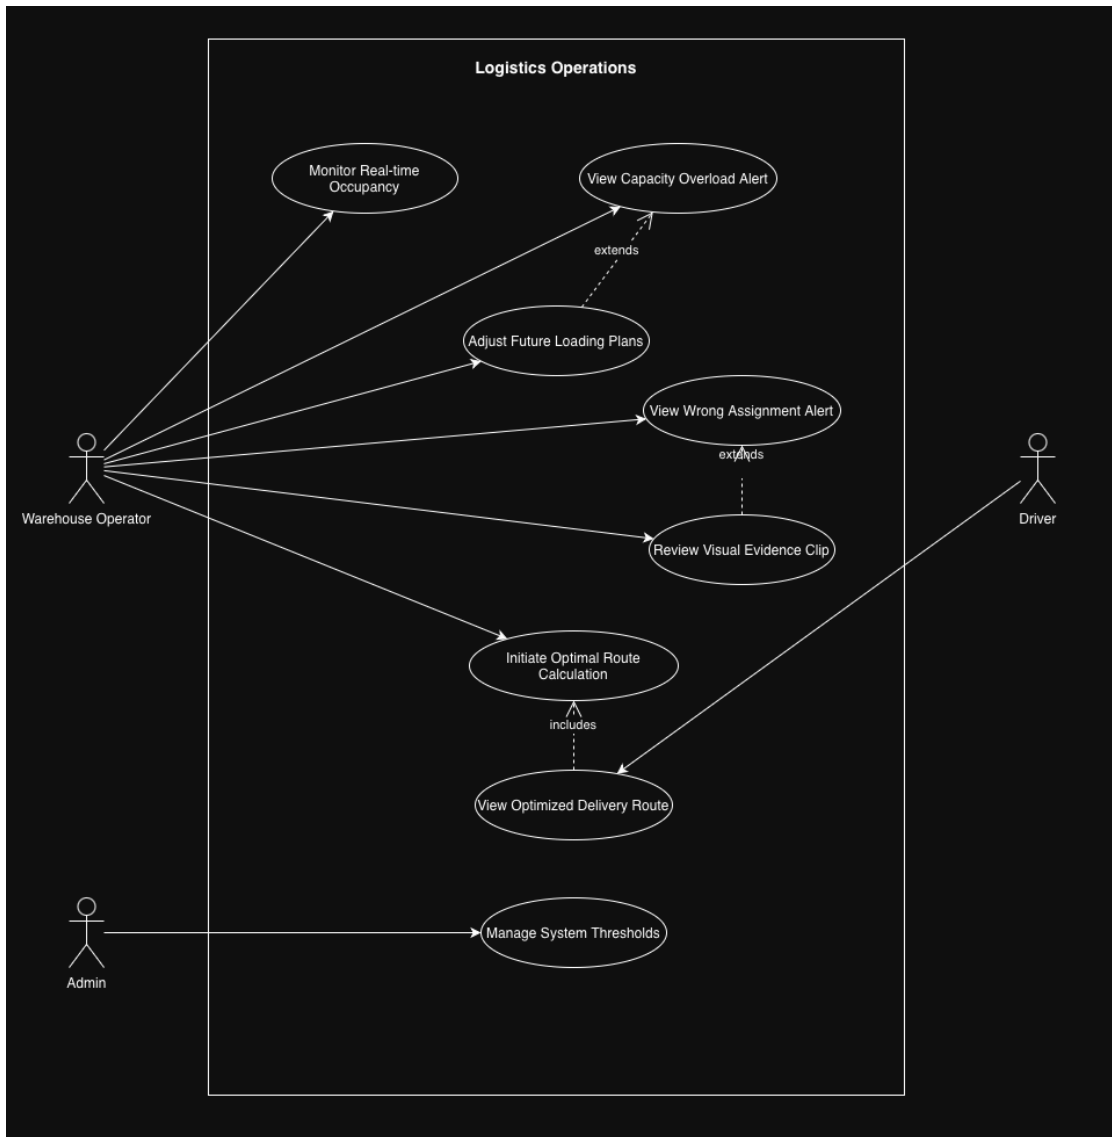 Logistics Operations
Monitor Real-time
Occupancy
View Capacity Overload Alert
extends
Adjust Future Loading Plans
View Wrong Assignment Alert
extends
Warehouse Operator
Driver
Review Visual Evidence Clip
Initiate Optimal Route
Calculation
includes
View Optimized Delivery Route
Manage System Thresholds
Admin